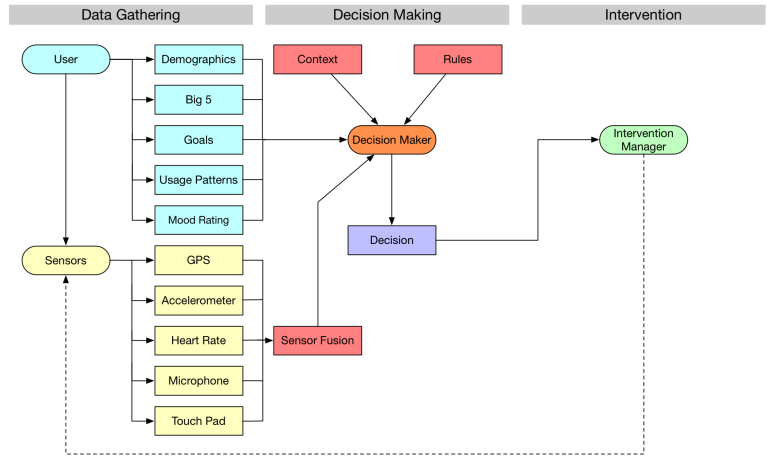 Data Gathering
Decision Making
Intervention
User
Demographics
Context
Rules
Big 5
Goals
Decision Maker
Intervention
Manager
Usage Patterns
Mood Rating
Decision
Sensors
GPS
Accelerometer
Heart Rate
Sensor Fusion
Microphone
Touch Pad